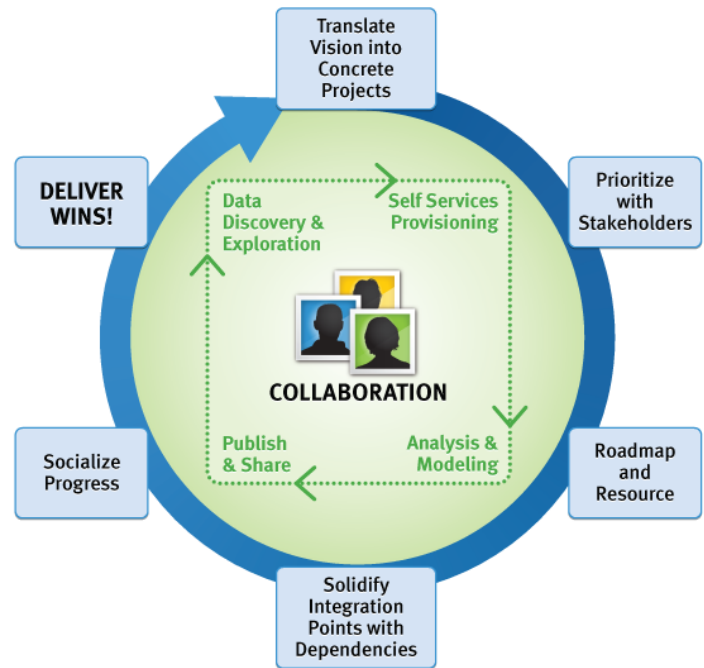 Translate
Vision into
Concrete
Projects
Prioritize
with
Stakeholders
Roadmap
and
Resource
Solidify
Integration
Points with
Dependencies
Socialize
Progress
DELIVER
WINS!
Data
Discovery &
Exploration
Self Services
Provisioning
Analysis &
Modeling
Publish
& Share
COLLABORATION